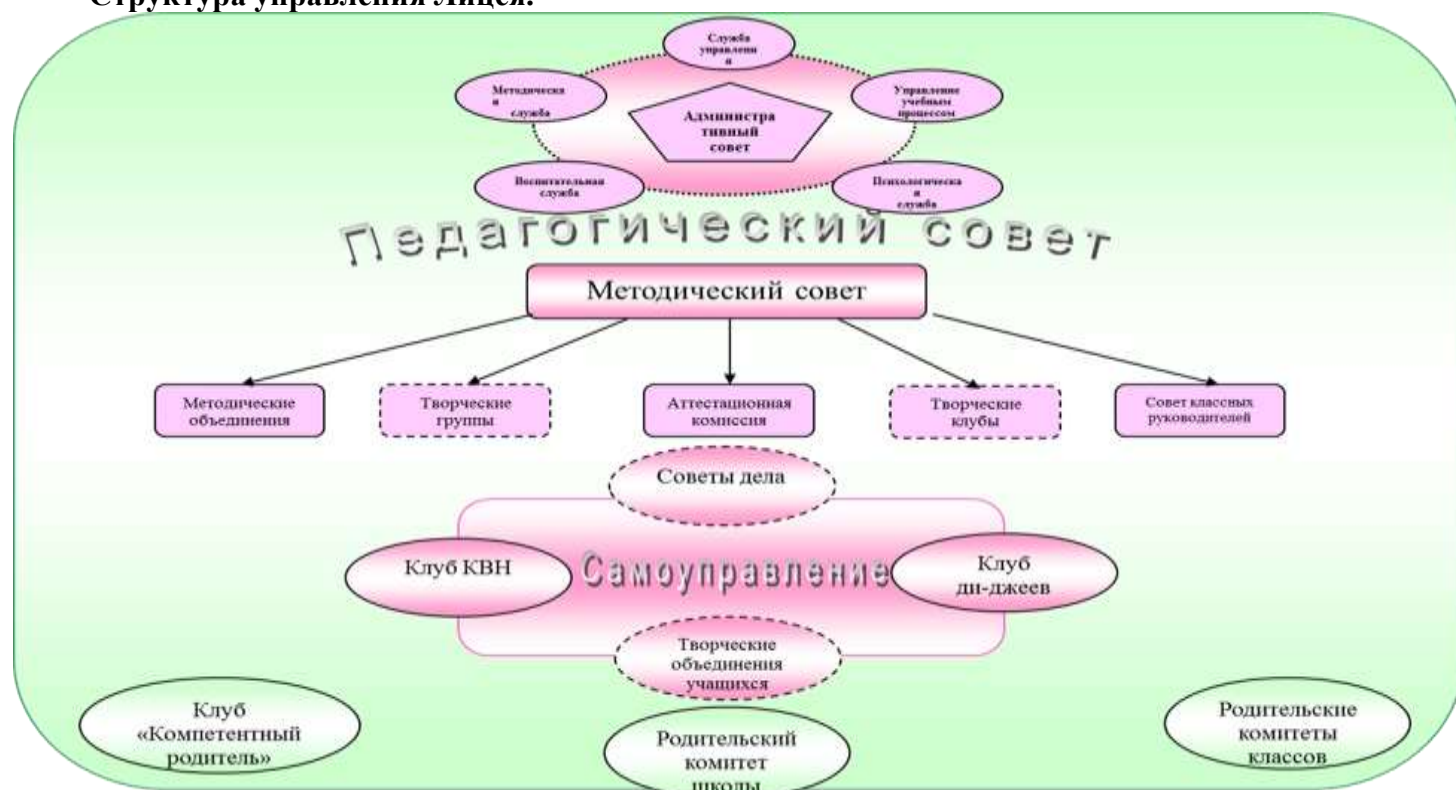 Структура управления Лицея.
Служба
управлени
я
Методическа
я
служба
Управление
учебным
процессом
Администра
тивный
совет
Воспитательная
служба
Психологическа
я
служба
Педагогический совет
Методический совет
Методические
объединения
Творческие
группы
Аттестационная
комиссия
Творческие
клубы
Совет классных
руководителей
Советы дела
Клуб КВН
Самоуправление
Клуб
ди-джеев
Творческие
объединения
учащихся
Клуб
«Компетентный
родитель»
Родительский
комитет
школы
Родительские
комитеты
классов